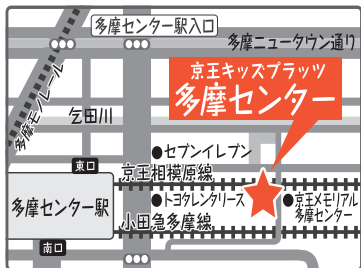 多摩センター駅入口
多摩ニュータウン通り
京王キッズプラッツ
多摩センター
多摩モノレール
乞田川
●セブンイレブン
東口
京王相模原線
多摩センター駅
●トヨタレンタリース
●京王メモリアル
多摩センター
小田急多摩線
南口